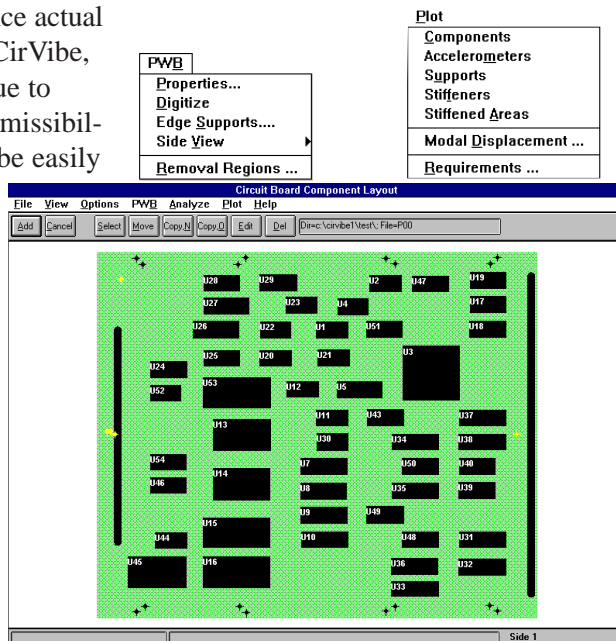 ce actual
CirVibe,
ue to
missibil-
be easily
PWB
Properties...
Digitize
Edge Supports....
Side View
Removal Regions ...
Plot
Components
Accelerometers
Supports
Stiffeners
Stiffened Areas
Modal Displacement ...
Requirements ...
Circuit Board Component Layout
File View Options PWB Analyze Plot Help
Add Cancel Select Move Copy,N Copy,O Edit Del Dir=c:\cirvibe1\test\; File=P00
U28 U29 U2 U47 U19
U27 U23 U4 U17
U26 U22 U1 U51 U18
U25 U20 U21 U3
U24
U53 U12 U5
U52
U11 U43 U37
U13 U30 U34 U38
U54 U7 U50 U40
U46 U14 U8 U35 U39
U15 U9 U49
U44 U10 U48 U31
U45 U16 U36 U32
U33
Side 1